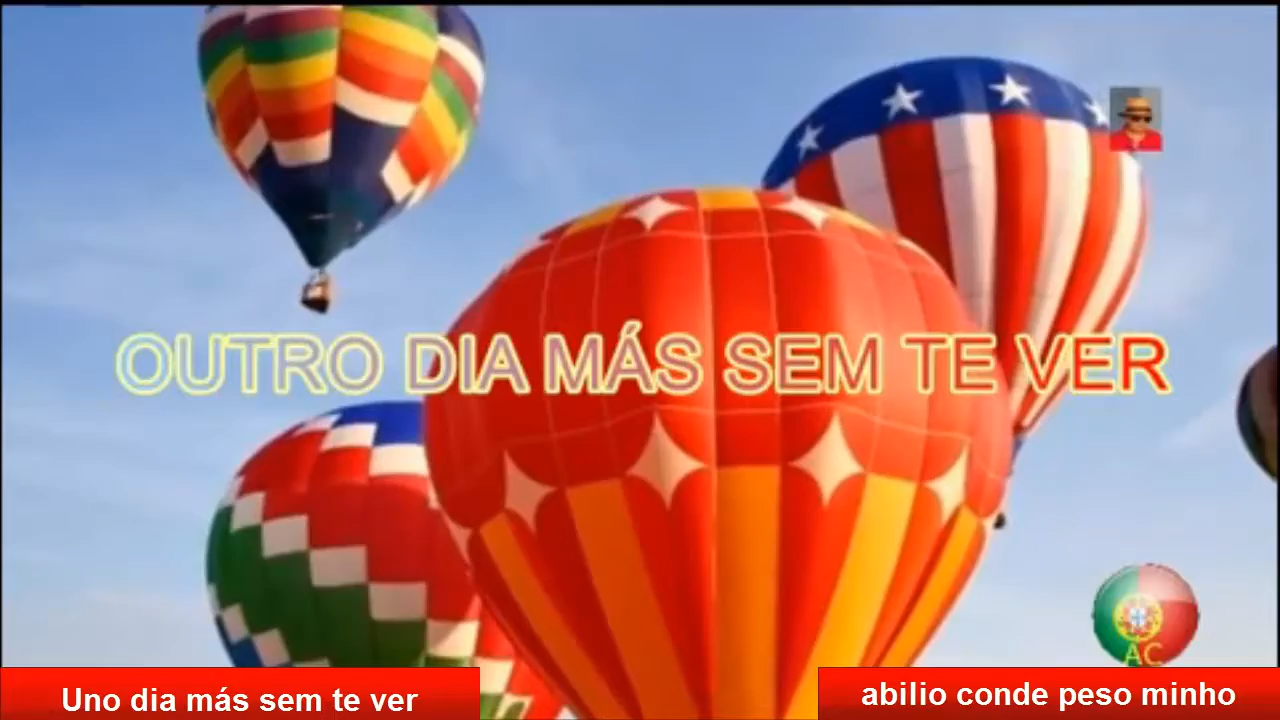 OUTRO DIA MÁS SEM TE VER
AC
Uno dia más sem te ver
abilio conde peso minho